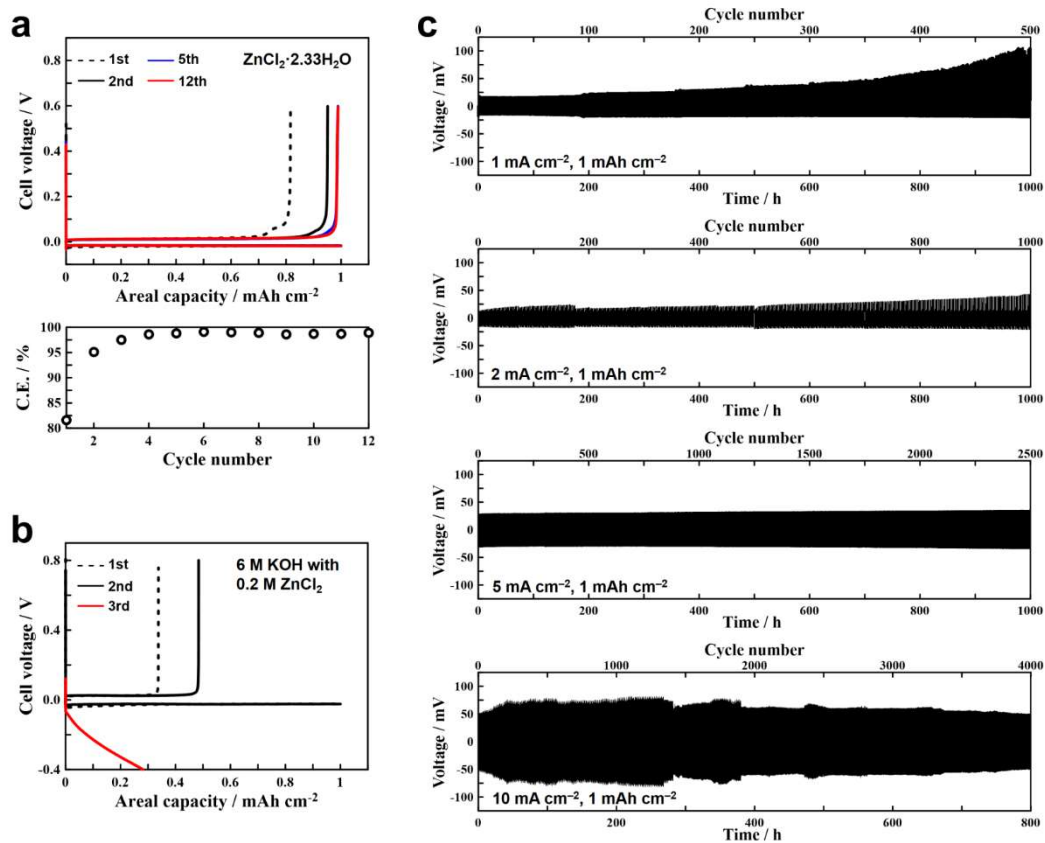 a
0.8
0.6
0.4
0.2
0.0
Cell voltage / V
1st
5th
2nd
12th
ZnCl₂·2.33H₂O
0 0.2 0.4 0.6 0.8 1
Areal capacity / mAh cm⁻²
100
95
90
85
80
C.E. / %
2 4 6 8 10 12
Cycle number
b
0.8
0.4
0.0
-0.4
Cell voltage / V
1st
2nd
3rd
6 M KOH with
0.2 M ZnCl₂
0 0.2 0.4 0.6 0.8 1
Areal capacity / mAh cm⁻²
c
Cycle number
0 100 200 300 400 500
100
50
0
-50
-100
Voltage / mV
1 mA cm⁻², 1 mAh cm⁻²
0 200 400 600 800 1000
Time / h
Cycle number
0 200 400 600 800 1000
100
50
0
-50
-100
Voltage / mV
2 mA cm⁻², 1 mAh cm⁻²
0 200 400 600 800 1000
Time / h
Cycle number
0 500 1000 1500 2000 2500
100
50
0
-50
-100
Voltage / mV
5 mA cm⁻², 1 mAh cm⁻²
0 200 400 600 800 1000
Time / h
Cycle number
0 1000 2000 3000 4000
100
50
0
-50
-100
Voltage / mV
10 mA cm⁻², 1 mAh cm⁻²
0 200 400 600 800
Time / h